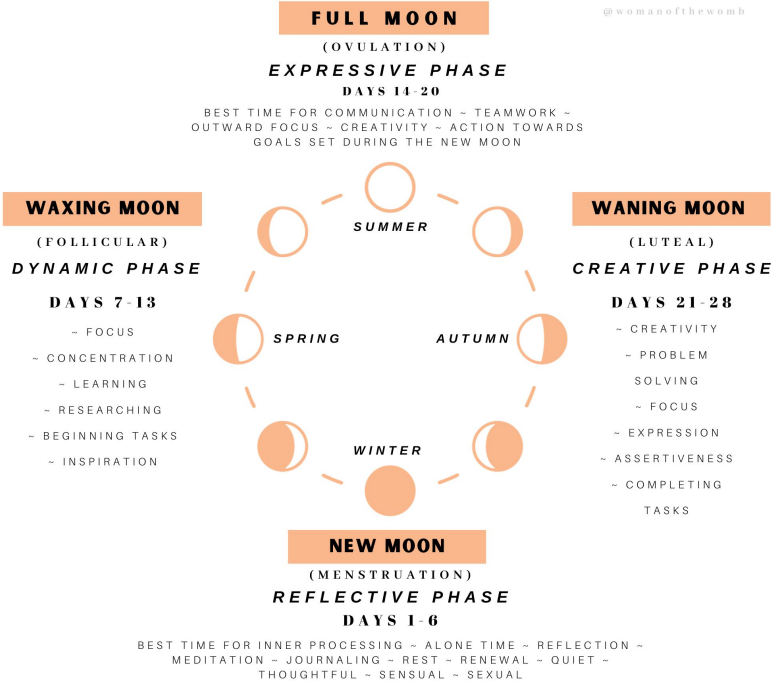 @womanofthewomb
FULL MOON
(OVULATION)
EXPRESSIVE PHASE
DAYS 14-20
BEST TIME FOR COMMUNICATION ~ TEAMWORK ~
OUTWARD FOCUS ~ CREATIVITY ~ ACTION TOWARDS
GOALS SET DURING THE NEW MOON
WAXING MOON
(FOLLICULAR)
DYNAMIC PHASE
DAYS 7-13
~ FOCUS
~ CONCENTRATION
~ LEARNING
~ RESEARCHING
~ BEGINNING TASKS
~ INSPIRATION
SUMMER
SPRING
AUTUMN
WINTER
WANING MOON
(LUTEAL)
CREATIVE PHASE
DAYS 21-28
~ CREATIVITY
~ PROBLEM
SOLVING
~ FOCUS
~ EXPRESSION
~ ASSERTIVENESS
~ COMPLETING
TASKS
NEW MOON
(MENSTRUATION)
REFLECTIVE PHASE
DAYS 1-6
BEST TIME FOR INNER PROCESSING ~ ALONE TIME ~ REFLECTION ~
MEDITATION ~ JOURNALING ~ REST ~ RENEWAL ~ QUIET ~
THOUGHTFUL ~ SENSUAL ~ SEXUAL